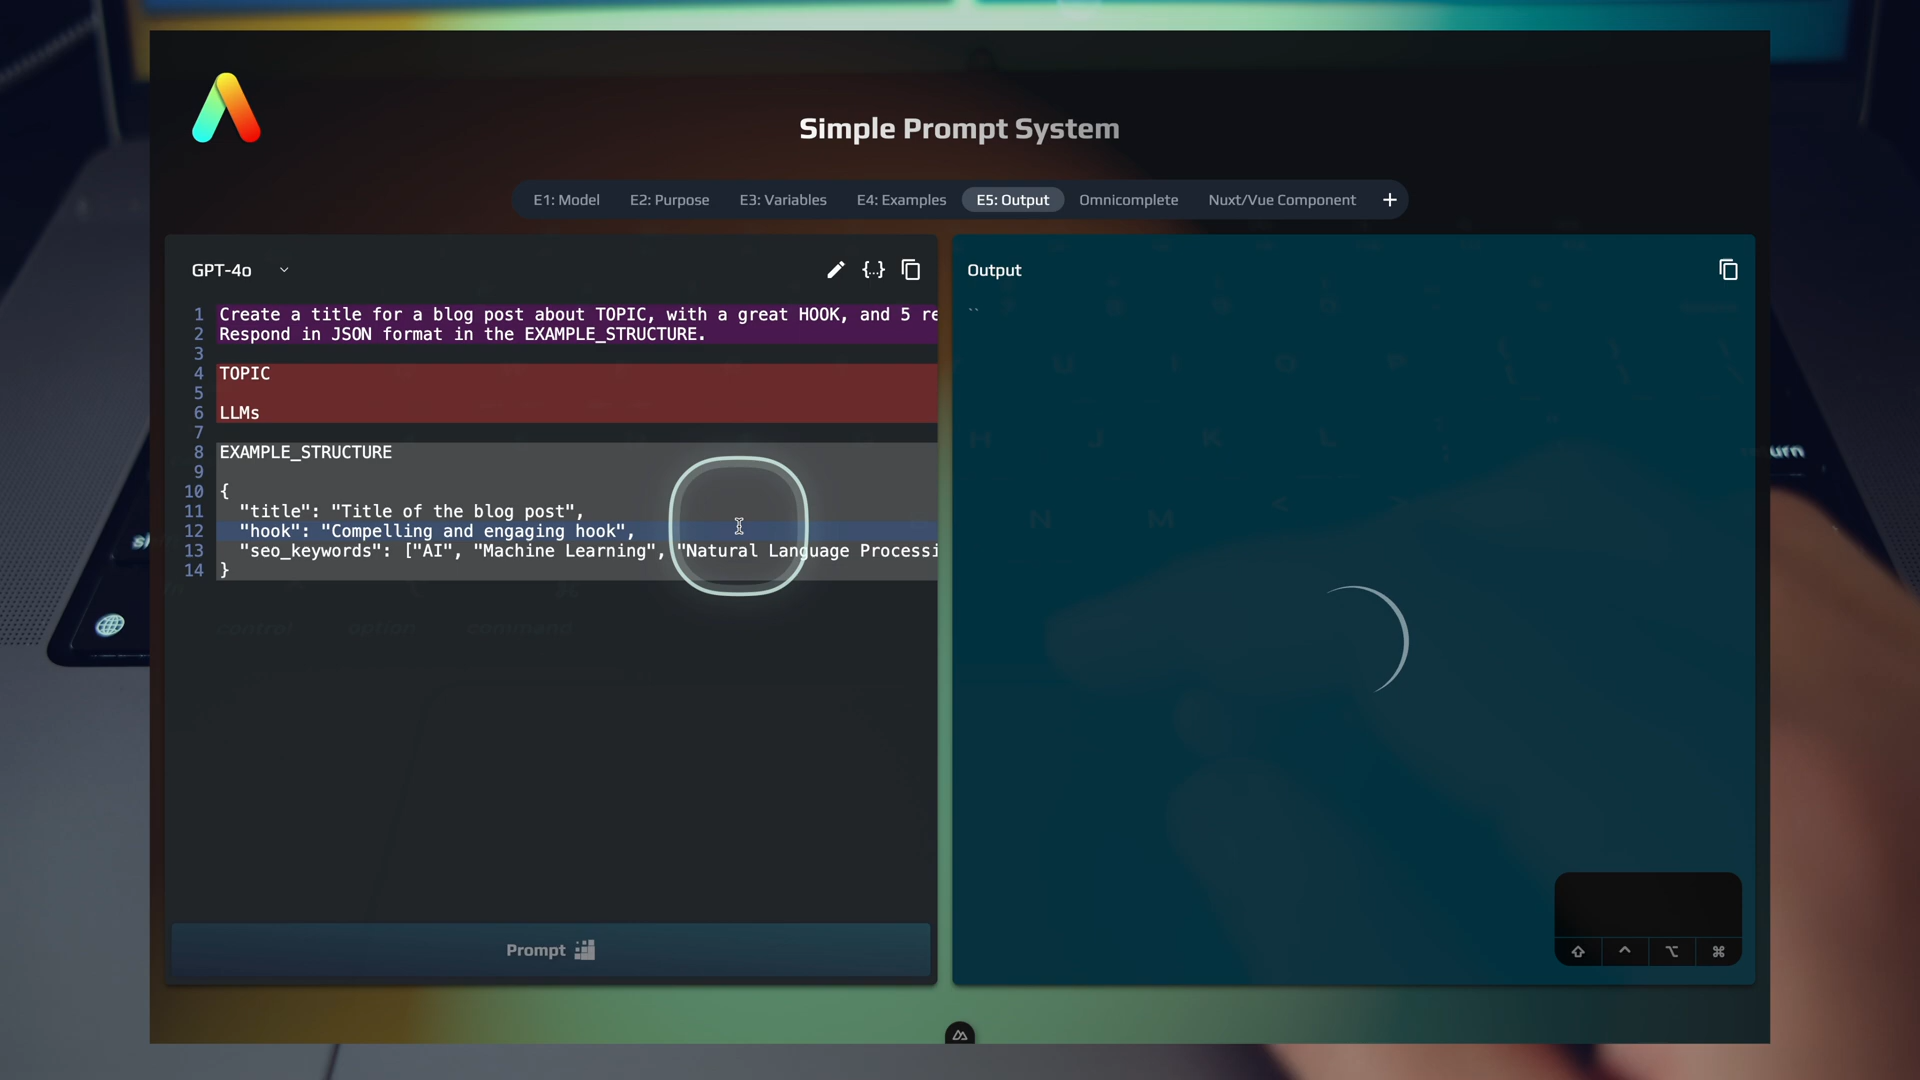 Simple Prompt System
E1: Model E2: Purpose E3: Variables E4: Examples E5: Output Omnicomplete Nuxt/Vue Component +
GPT-4o {...}
1 Create a title for a blog post about TOPIC, with a great HOOK, and 5 re
2 Respond in JSON format in the EXAMPLE_STRUCTURE.
3
4 TOPIC
5
6 LLMs
7
8 EXAMPLE_STRUCTURE
9
10 {
11 "title": "Title of the blog post",
12 "hook": "Compelling and engaging hook",
13 "seo_keywords": ["AI", "Machine Learning", "Natural Language Processi
14 }
Prompt
Output
``
U I O P
H J K L
N M < >
control option command